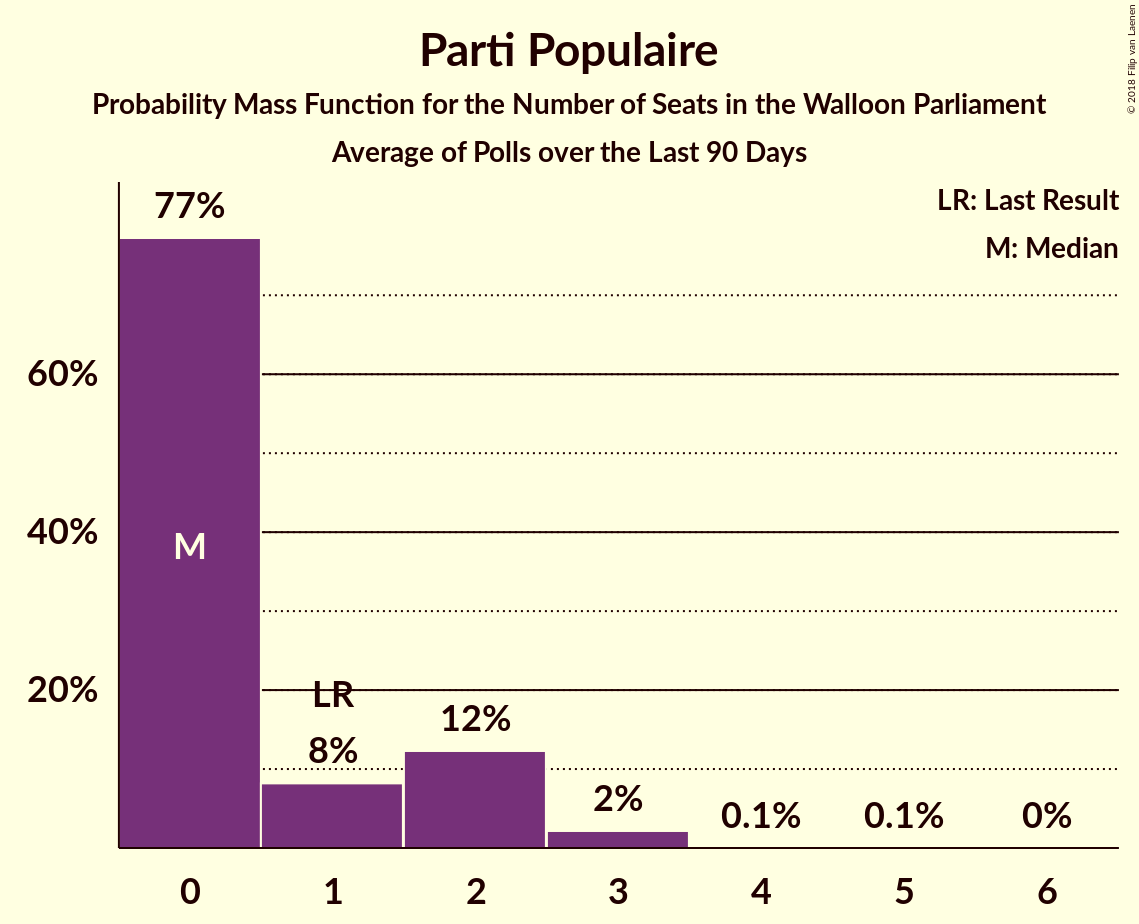 Parti Populaire
Probability Mass Function for the Number of Seats in the Walloon Parliament
Average of Polls over the Last 90 Days
© 2018 Filip van Laenen
LR: Last Result
M: Median
77%
60%
40%
20%
M
LR
8%
12%
2%
0.1%
0.1%
0%
0 1 2 3 4 5 6